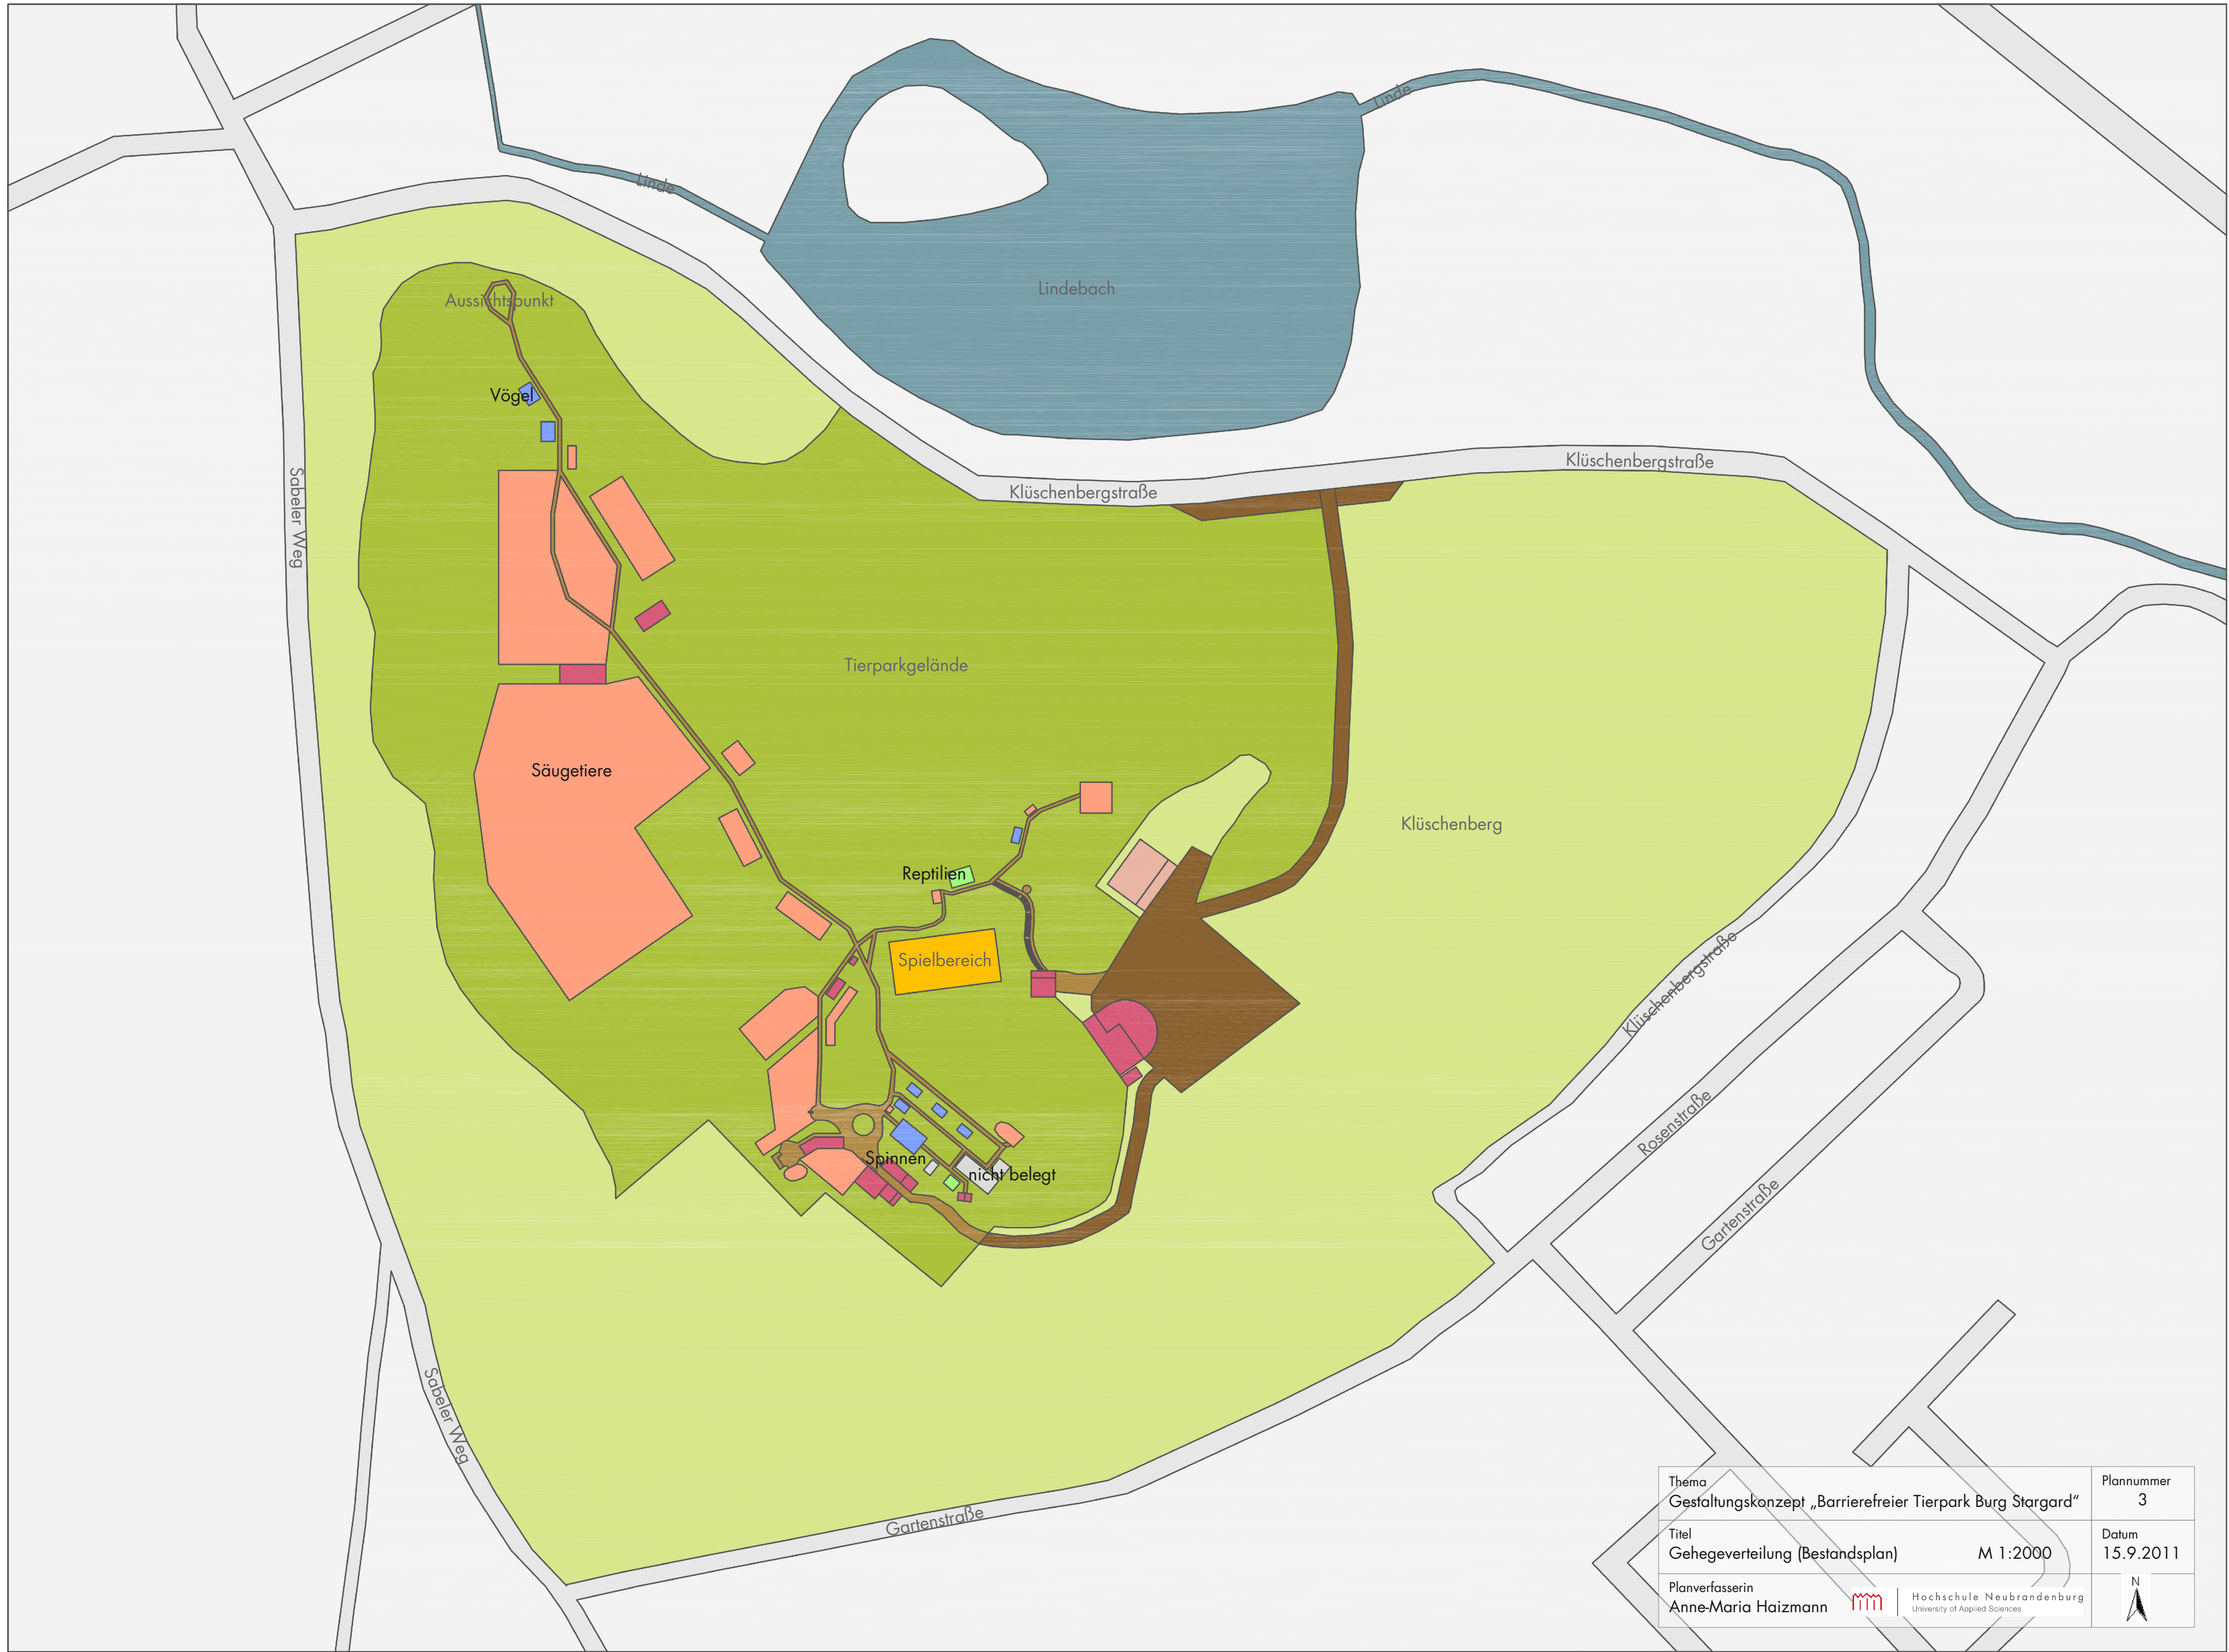 Linde
Linde
Lindebach
Aussichtspunkt
Vögel
Klüschenbergstraße
Klüschenbergstraße
Sabeler Weg
Tierparkgelände
Säugetiere
Klüschenberg
Reptilien
Spielbereich
Klüschenbergstraße
Rosenstraße
Spinnen
nicht belegt
Gartenstraße
Sabeler Weg
Gartenstraße
Thema
Gestaltungskonzept „Barrierefreier Tierpark Burg Stargard“
Plannummer
3
Titel
Gehegeverteilung (Bestandsplan) M 1:2000
Datum
15.9.2011
Planverfasserin
Anne-Maria Haizmann
Hochschule Neubrandenburg
University of Applied Sciences
N